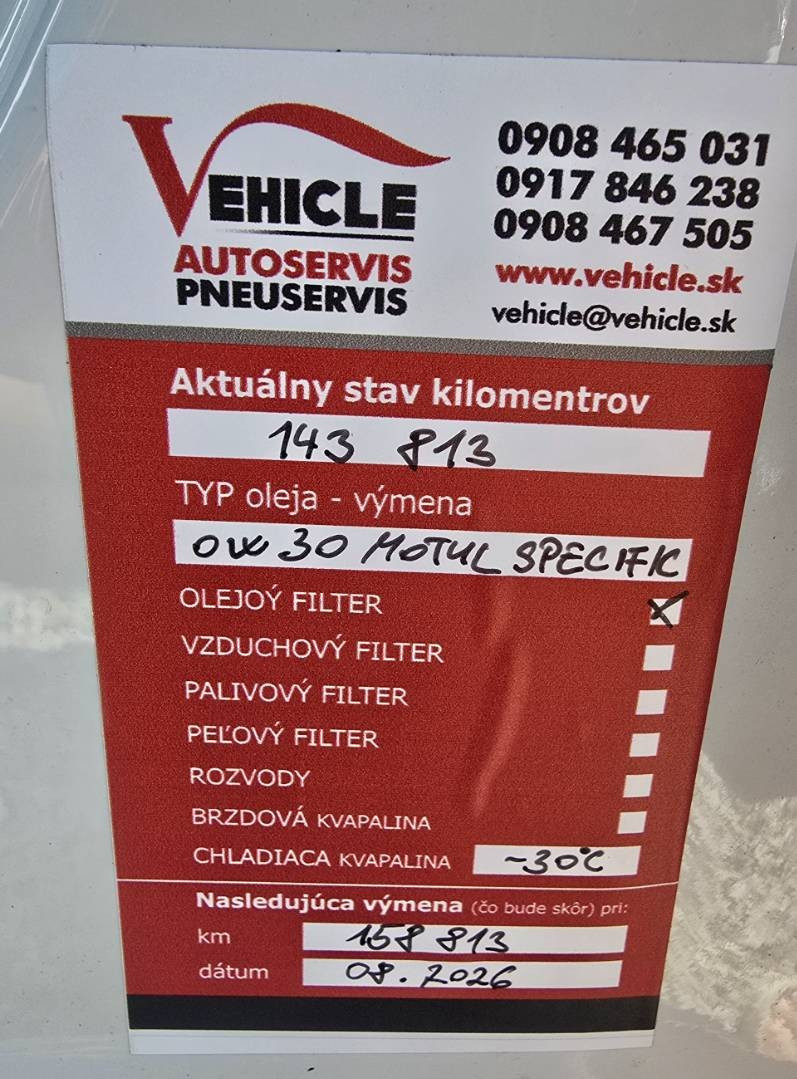 VEHICLE
AUTOSERVIS
PNEUSERVIS
0908 465 031
0917 846 238
0908 467 505
www.vehicle.sk
vehicle@vehicle.sk
Aktuálny stav kilomentrov
143 813
TYP oleja - výmena
0W30 MOTUL SPECIFIC
OLEJOÝ FILTER X
VZDUCHOVÝ FILTER
PALIVOVÝ FILTER
PEĽOVÝ FILTER
ROZVODY
BRZDOVÁ KVAPALINA
CHLADIACA KVAPALINA -30°C
Nasledujúca výmena (čo bude skôr) pri:
km 158 813
dátum 08.2026